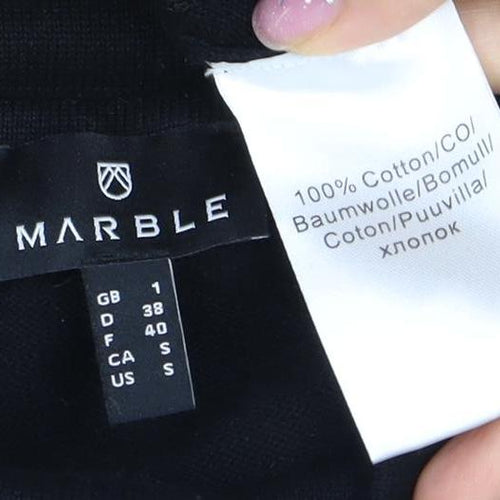 MARBLE
GB 1
D 38
F 40
CA S
US S
100% Cotton/CO/
Baumwolle/Bomull/
Coton/Puuvilla/
хлопок